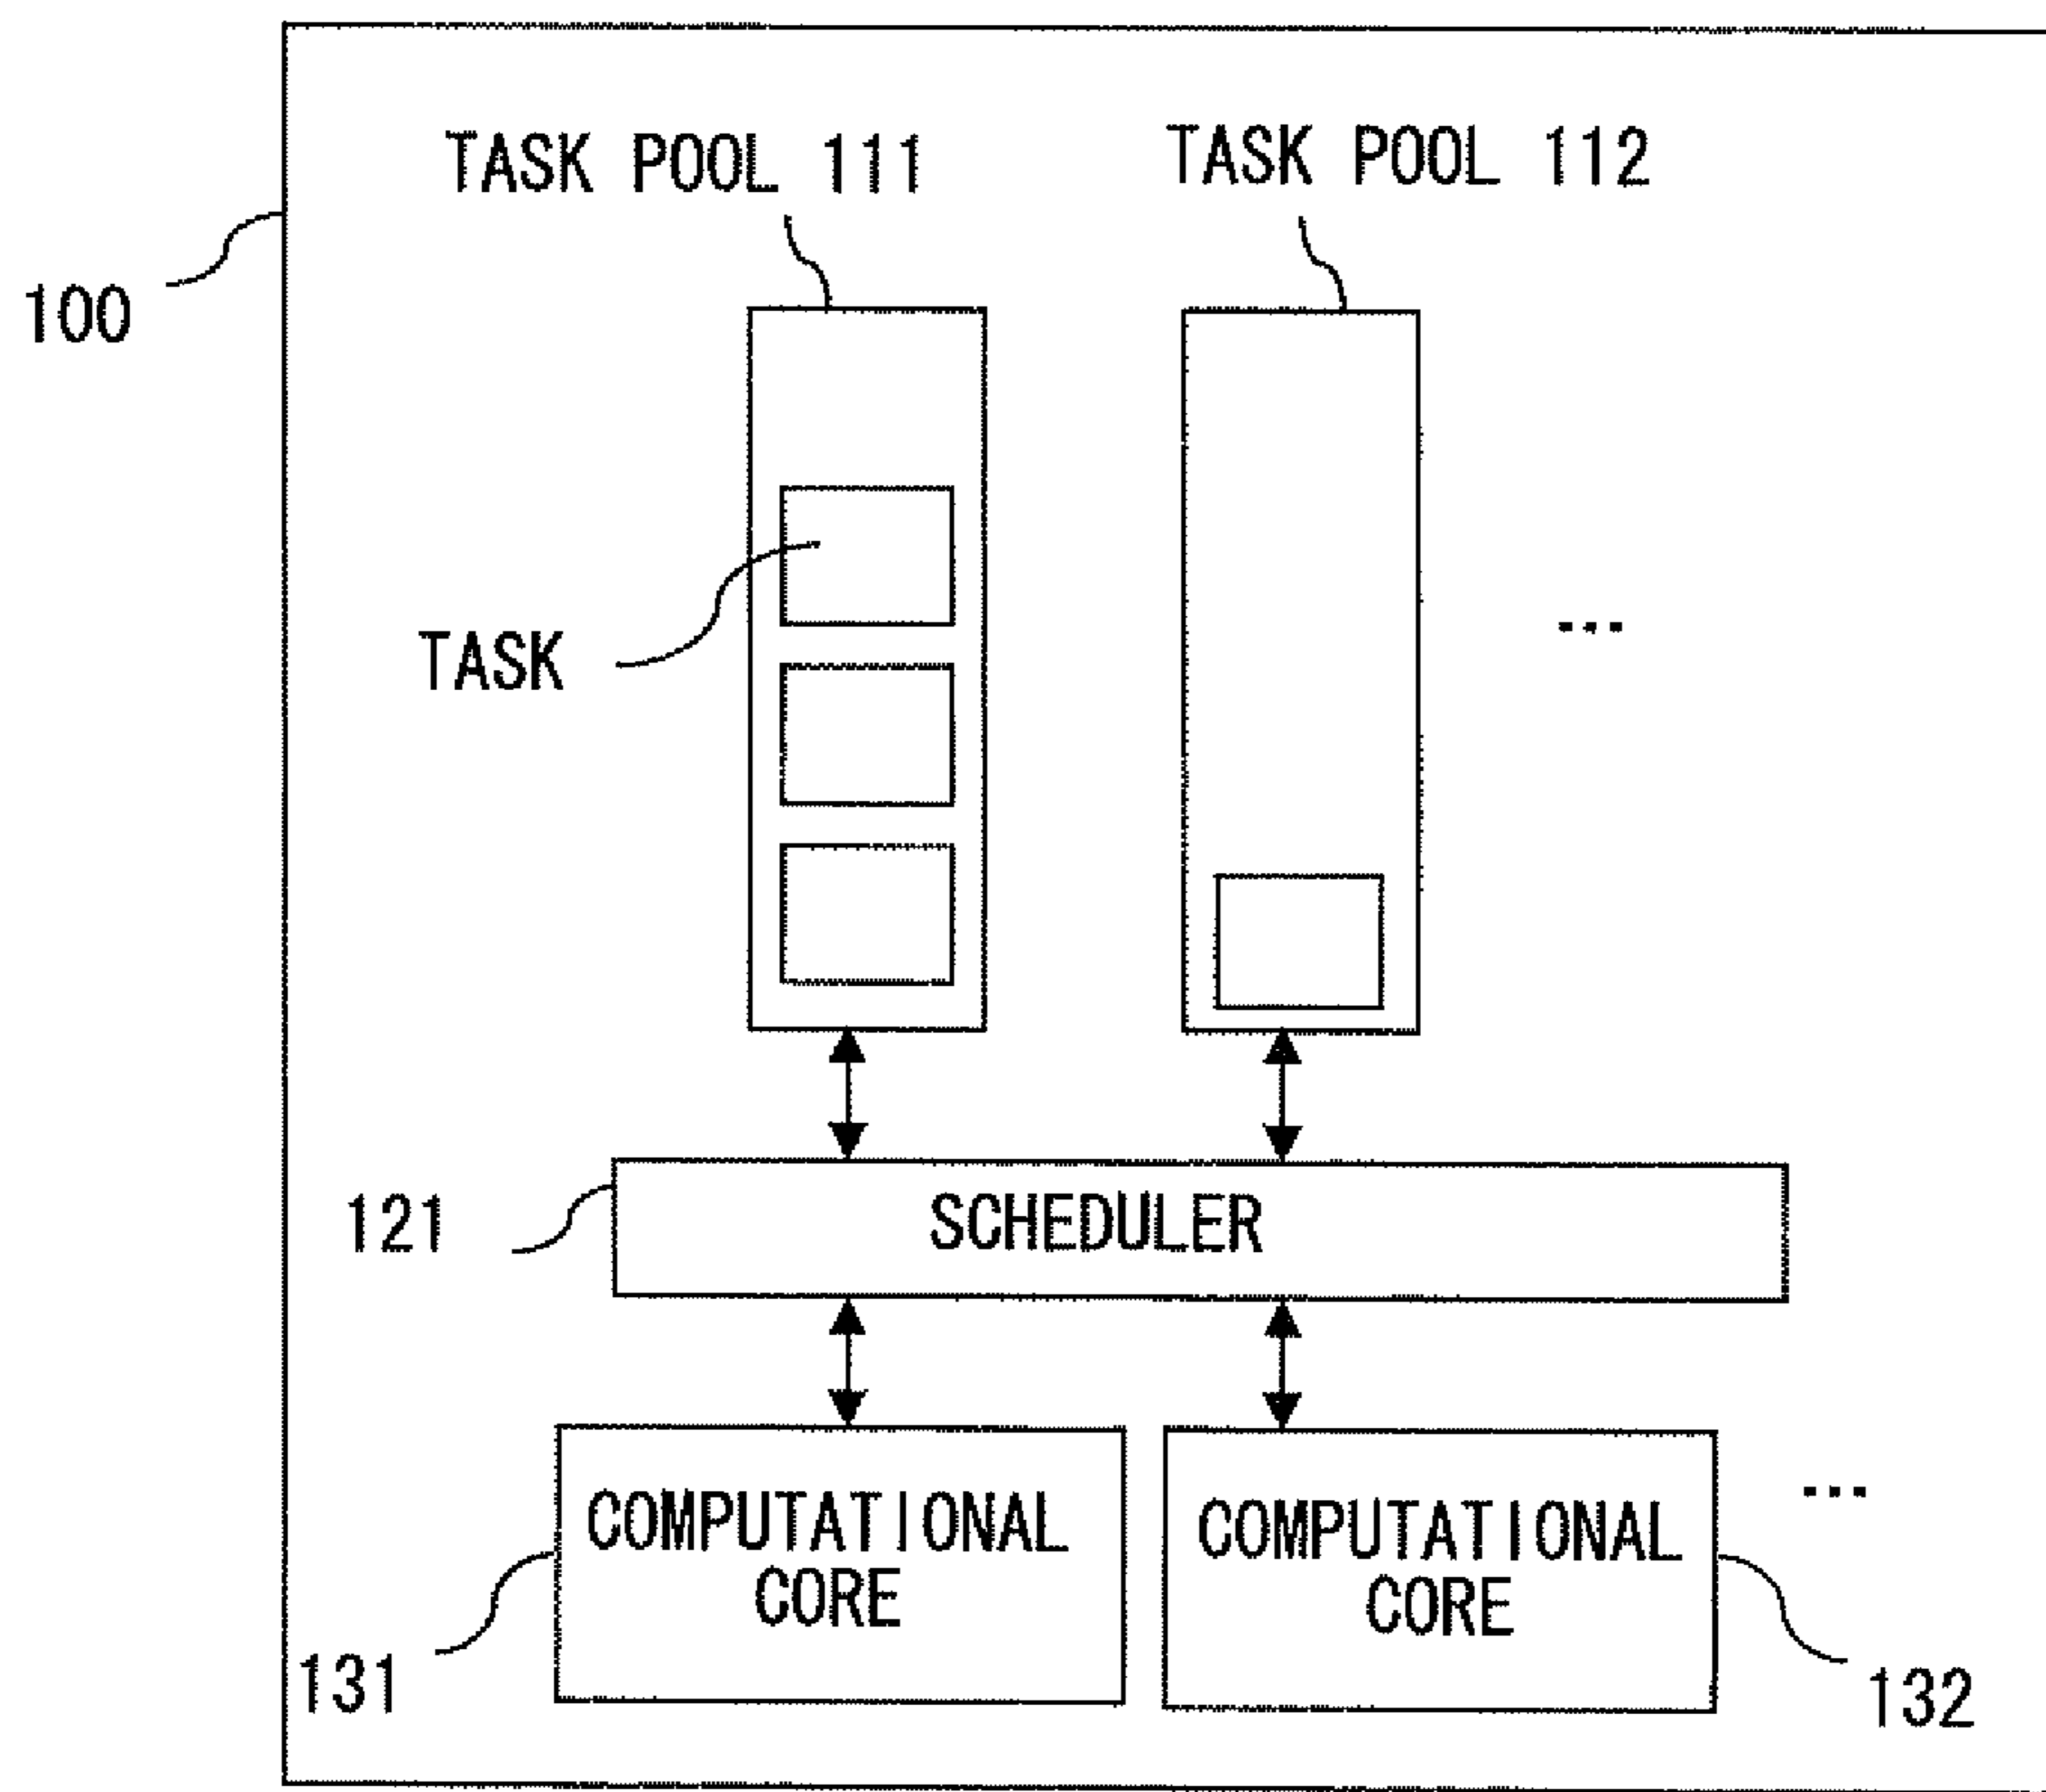 TASK POOL 111
TASK POOL 112
100
TASK
...
121
SCHEDULER
COMPUTATIONAL
CORE
COMPUTATIONAL
CORE
...
131
132